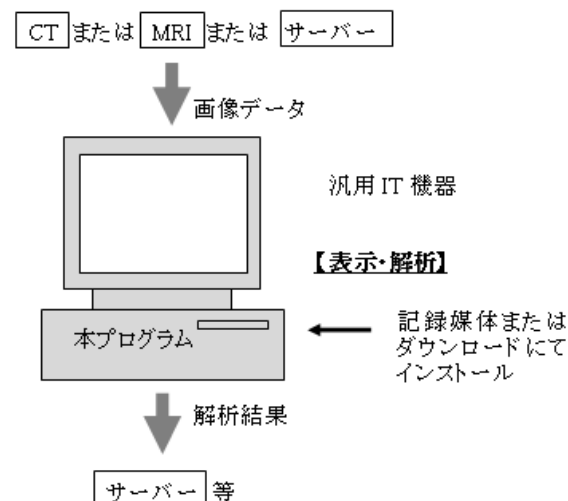 CT または MRI または サーバー
画像データ
汎用 IT 機器
【表示・解析】
本プログラム
記録媒体または
ダウンロードにて
インストール
解析結果
サーバー 等